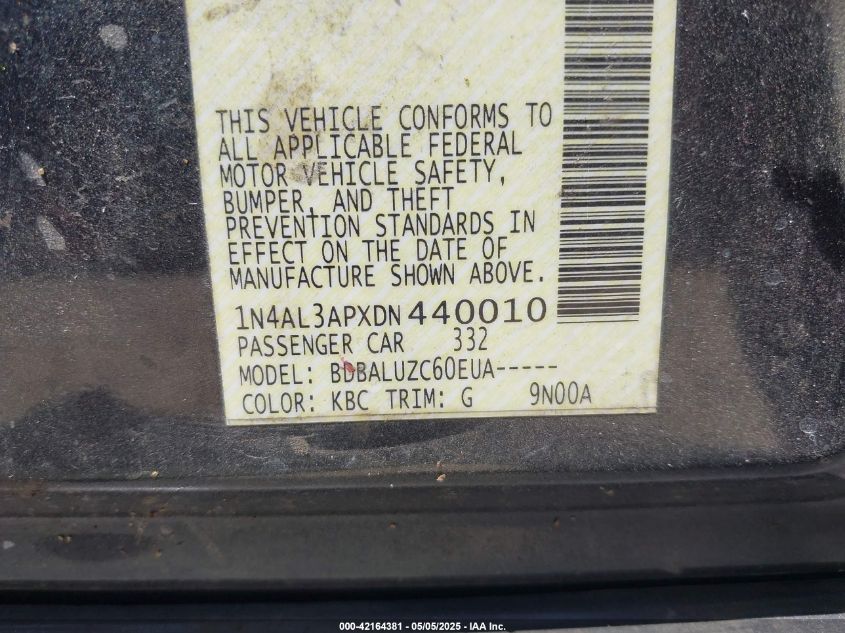 THIS VEHICLE CONFORMS TO
ALL APPLICABLE FEDERAL
MOTOR VEHICLE SAFETY,
BUMPER, AND THEFT
PREVENTION STANDARDS IN
EFFECT ON THE DATE OF
MANUFACTURE SHOWN ABOVE.
1N4AL3APXDN440010
PASSENGER CAR 332
MODEL: BDBALUZC60EUA-----
COLOR: KBC TRIM: G 9N00A
000-42164381 - 05/05/2025 - IAA Inc.